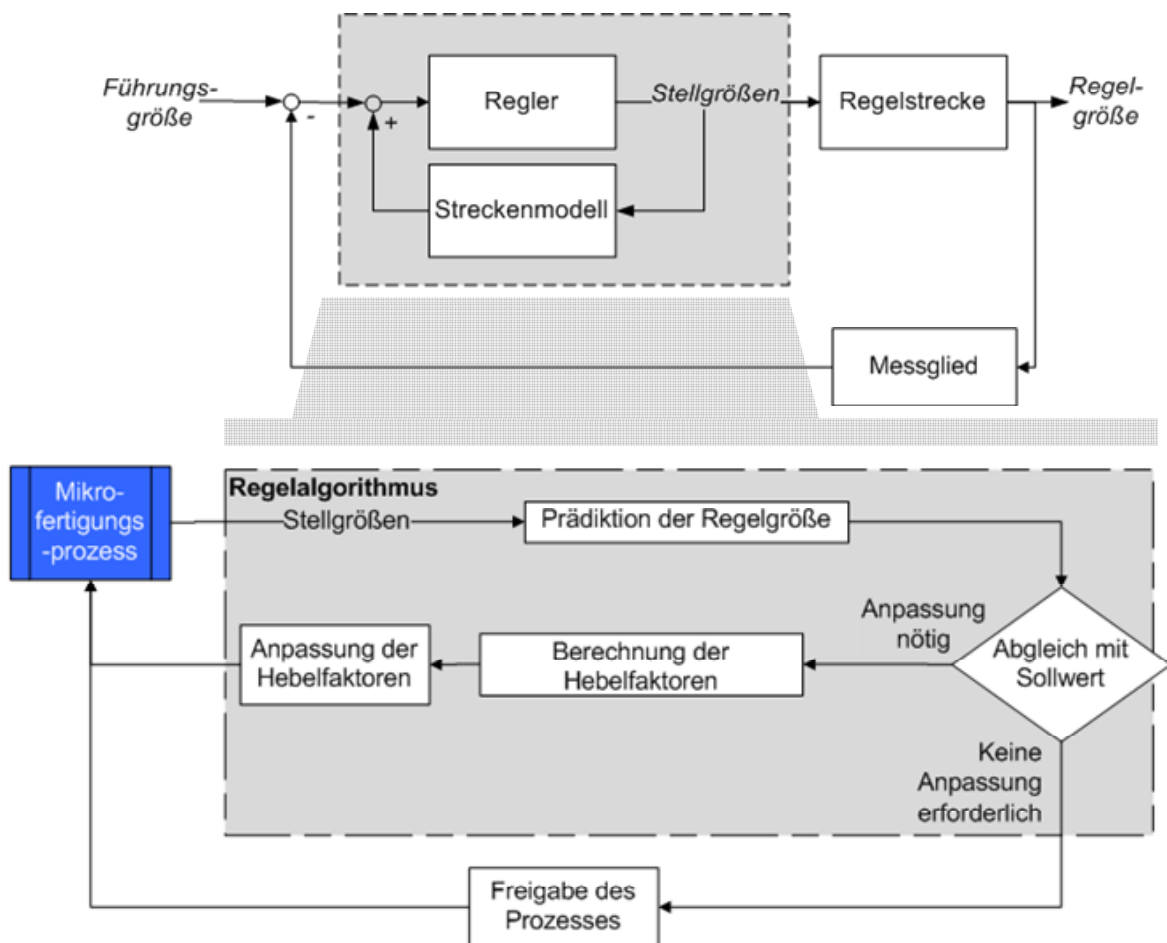 Führungs-
größe
-
+
Regler
Stellgrößen
Regelstrecke
Regel-
größe
Streckenmodell
Messglied
Mikro-
fertigungs
-prozess
Regelalgorithmus
Stellgrößen
Prädiktion der Regelgröße
Anpassung der
Hebelfaktoren
Berechnung der
Hebelfaktoren
Anpassung
nötig
Abgleich mit
Sollwert
Keine
Anpassung
erforderlich
Freigabe des
Prozesses